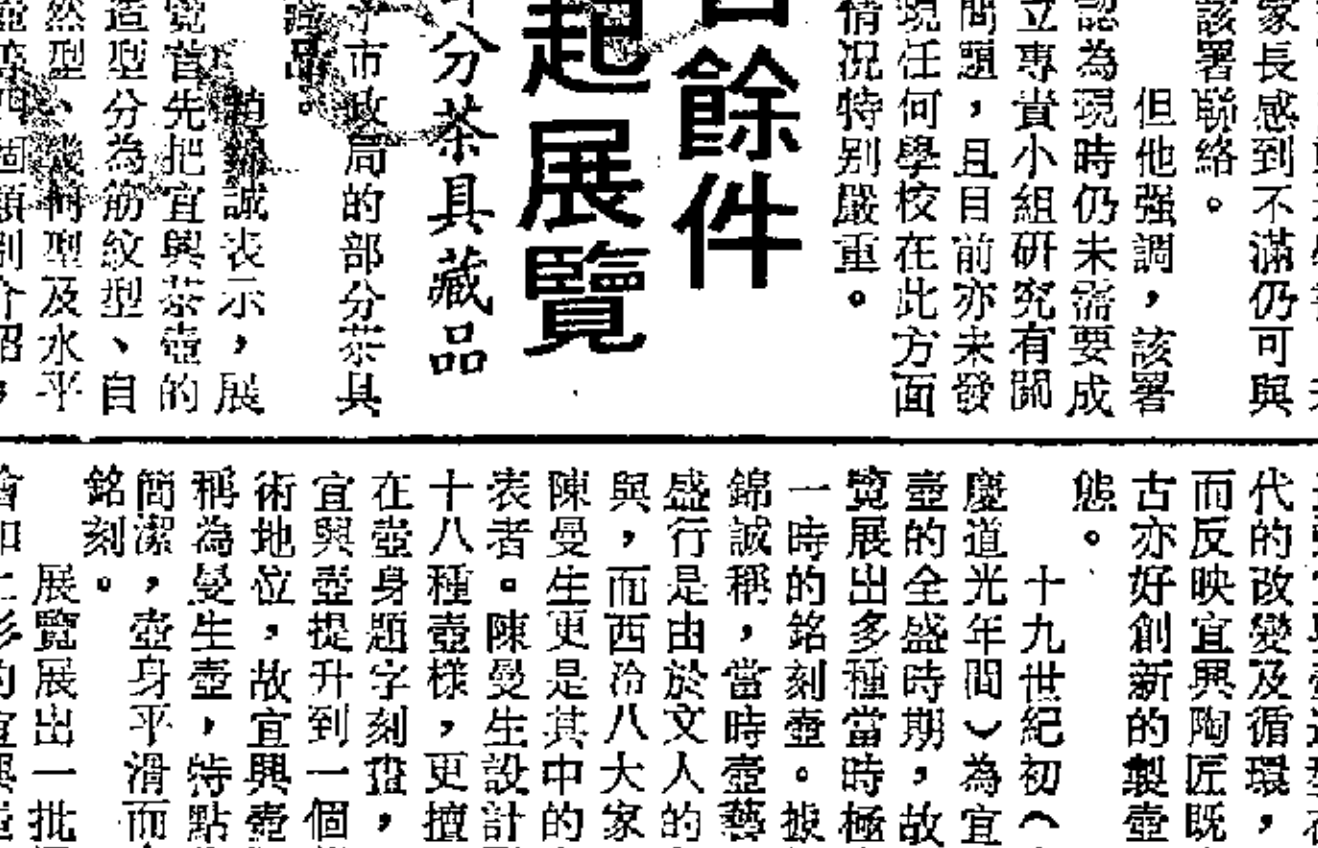 家長感到不滿仍可與
該署聯絡。
但他强調，該署
認為現時仍未需要成
立專責小組研究有關
問題，且目前亦未發
現任何學校在此方面
情况特别嚴重。
餘件
起展覽
分茶具藏品
市政局的部分茶具
藏品。
錦誠表示，展
覽首先把宜興茶壺的
造型分為筋紋型、自
然型、幾何型及水平
四個類别介紹，
代的改變及循環，
而反映宜興陶匠既
古亦好創新的製壺
態。
十九世紀初（
慶道光年間）為宜
壺的全盛時期，故
覽展出多種當時極
一時的銘刻壺。據
錦誠稱，當時壺藝
盛行是由於文人的
與，而西冷八大家
陳曼生更是其中的
表者。陳曼生設計
十八種壺樣，更擅
在壺身題字刻畫，
宜興壺提升到一個
術地位，故宜興壺
稱為曼生壺，特點
簡潔，壺身平滑而
銘刻。
展覽展出一批